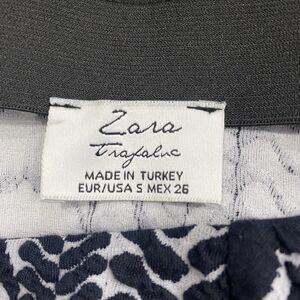 Zara
Trafaluc
MADE IN TURKEY
EUR/USA S MEX 26